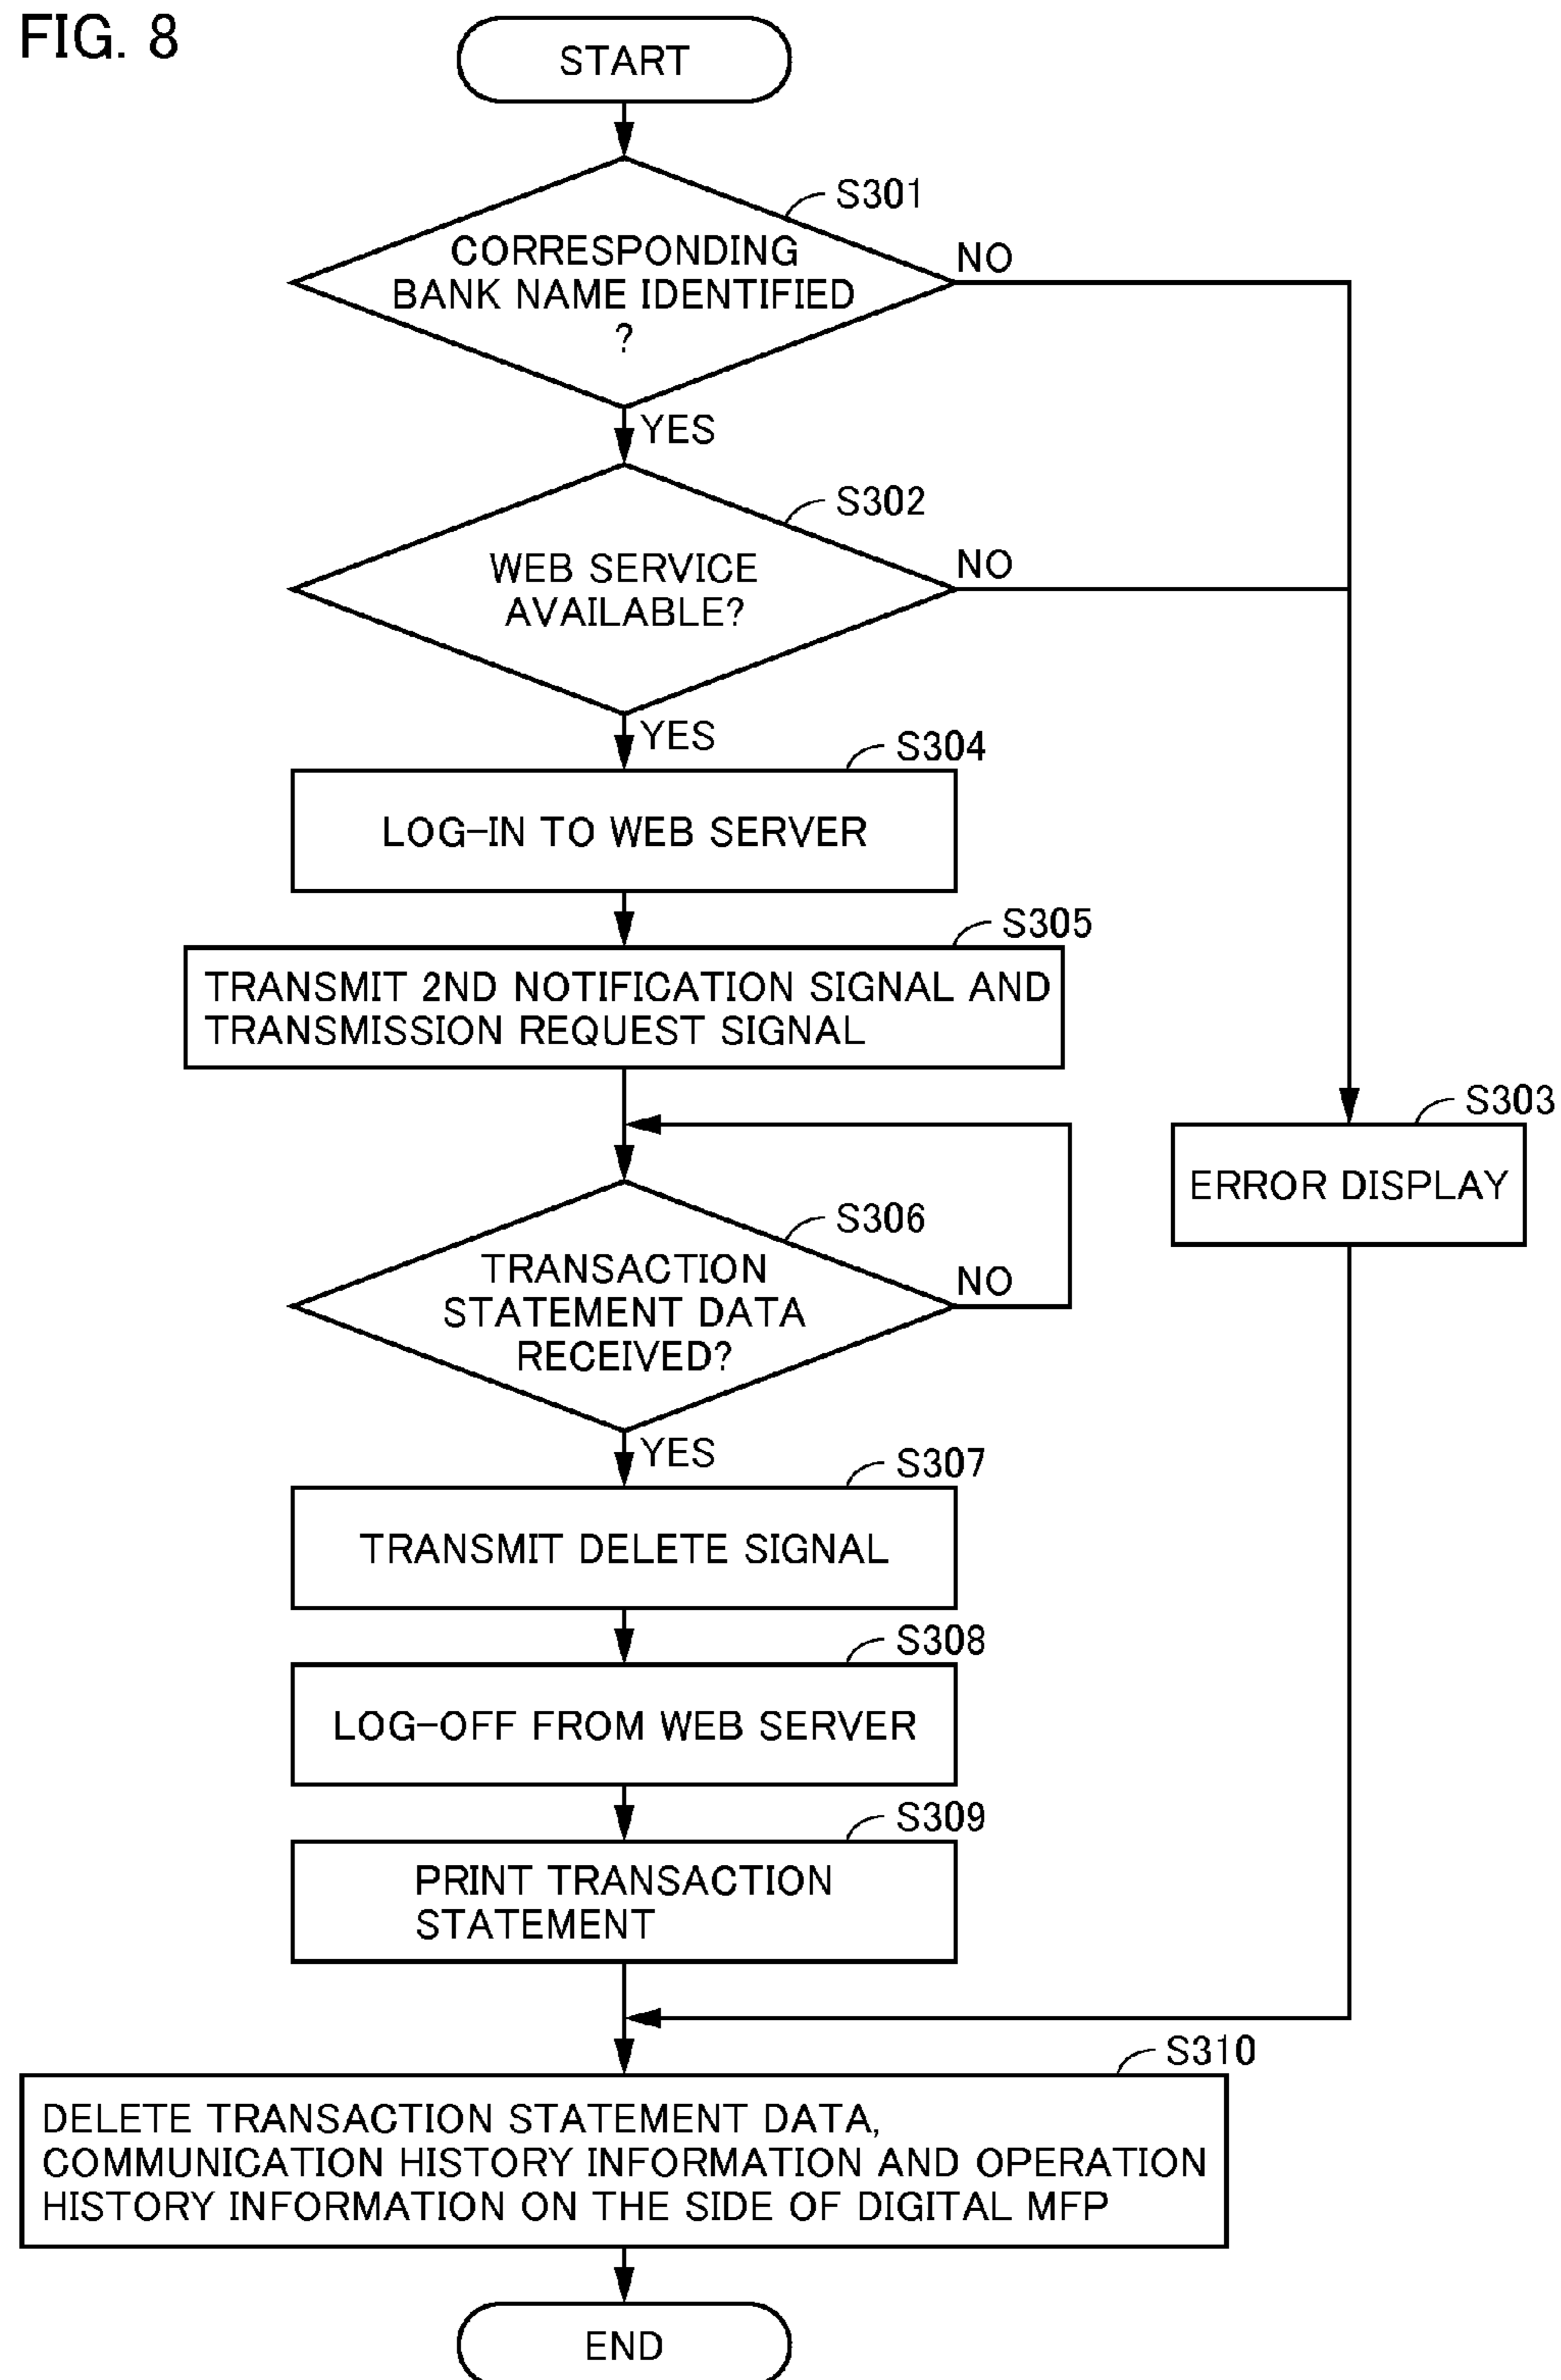 FIG. 8
START
S301
CORRESPONDING
BANK NAME IDENTIFIED
?
NO
YES
S302
WEB SERVICE
AVAILABLE?
NO
YES
S304
LOG-IN TO WEB SERVER
S305
TRANSMIT 2ND NOTIFICATION SIGNAL AND
TRANSMISSION REQUEST SIGNAL
S303
ERROR DISPLAY
S306
TRANSACTION
STATEMENT DATA
RECEIVED?
NO
YES
S307
TRANSMIT DELETE SIGNAL
S308
LOG-OFF FROM WEB SERVER
S309
PRINT TRANSACTION
STATEMENT
S310
DELETE TRANSACTION STATEMENT DATA,
COMMUNICATION HISTORY INFORMATION AND OPERATION
HISTORY INFORMATION ON THE SIDE OF DIGITAL MFP
END